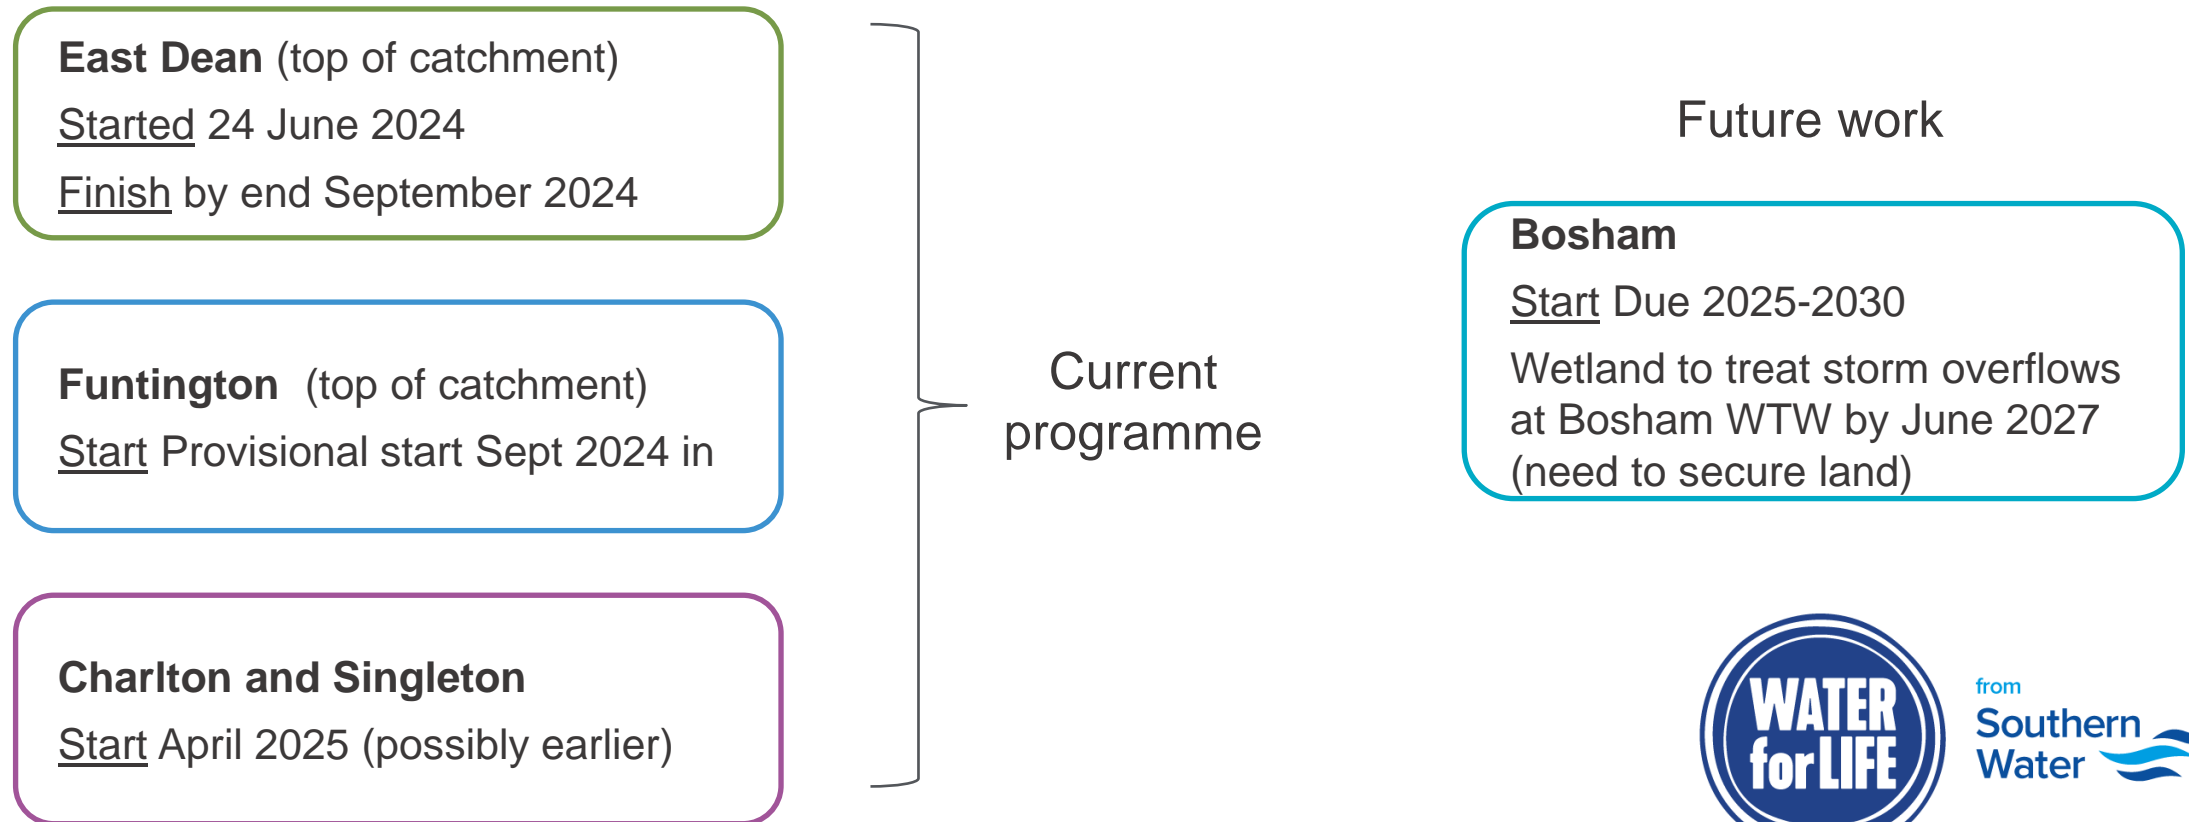 East Dean (top of catchment)
Started 24 June 2024
Finish by end September 2024
Funtington (top of catchment)
Start Provisional start Sept 2024 in
Charlton and Singleton
Start April 2025 (possibly earlier)
Current
programme
Future work
Bosham
Start Due 2025-2030
Wetland to treat storm overflows
at Bosham WTW by June 2027
(need to secure land)
WATER
for LIFE
from
Southern
Water